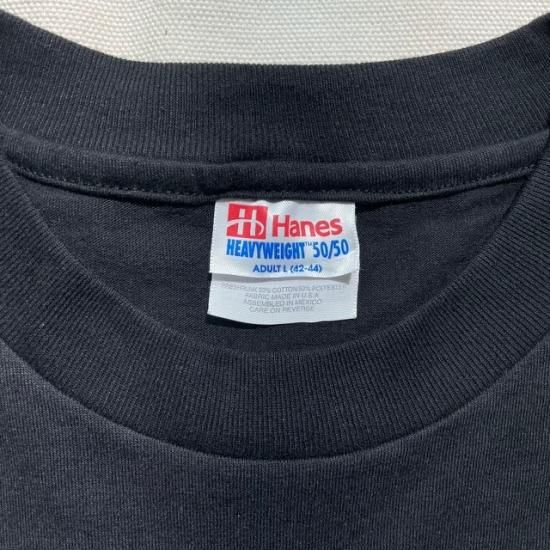 H Hanes
HEAVYWEIGHT™ 50/50
ADULT L (42-44)
PRESHRUNK 50% COTTON 50% POLYESTER
FABRIC MADE IN U.S.A
ASSEMBLED IN MEXICO
CARE ON REVERSE